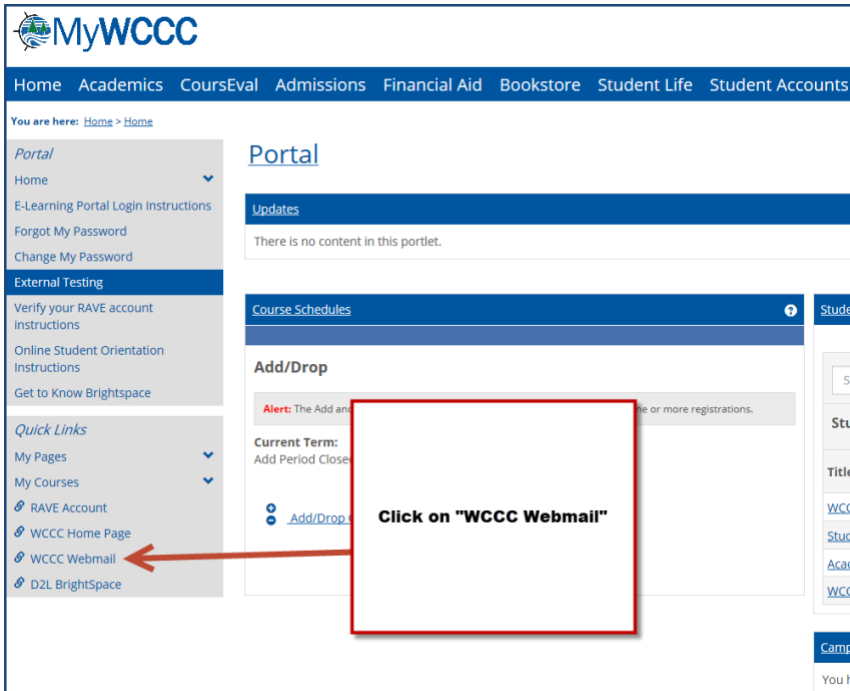 MyWCCC
Home Academics CoursEval Admissions Financial Aid Bookstore Student Life Student Accounts
You are here: Home > Home
Portal
Home
E-Learning Portal Login Instructions
Forgot My Password
Change My Password
External Testing
Verify your RAVE account
instructions
Online Student Orientation
Instructions
Get to Know Brightspace
Quick Links
My Pages
My Courses
RAVE Account
WCCC Home Page
WCCC Webmail
D2L BrightSpace
Portal
Updates
There is no content in this portlet.
Course Schedules
Add/Drop
Alert: The Add and
e or more registrations.
Current Term:
Add Period Close
Add/Drop
Click on "WCCC Webmail"
You